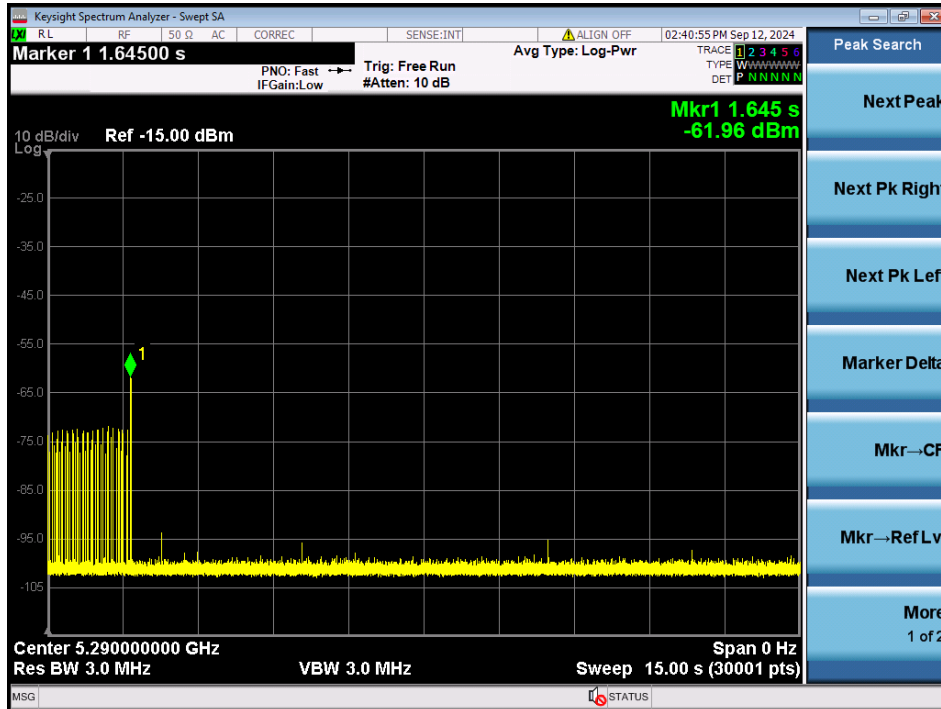 Keysight Spectrum Analyzer - Swept SA
LXI RL RF 50 Ω AC CORREC SENSE:INT ALIGN OFF 02:40:55 PM Sep 12, 2024
Marker 1 1.64500 s
PNO: Fast
IFGain:Low
Trig: Free Run
#Atten: 10 dB
Avg Type: Log-Pwr
TRACE 1 2 3 4 5 6
TYPE WWWWWWW
DET P N N N N N
Mkr1 1.645 s
-61.96 dBm
10 dB/div Ref -15.00 dBm
Log
-25.0
-35.0
-45.0
-55.0
1
-65.0
-75.0
-85.0
-95.0
-105
Center 5.290000000 GHz Span 0 Hz
Res BW 3.0 MHz VBW 3.0 MHz Sweep 15.00 s (30001 pts)
MSG STATUS
Peak Search
Next Peak
Next Pk Right
Next Pk Left
Marker Delta
Mkr→CF
Mkr→Ref Lv
More
1 of 2